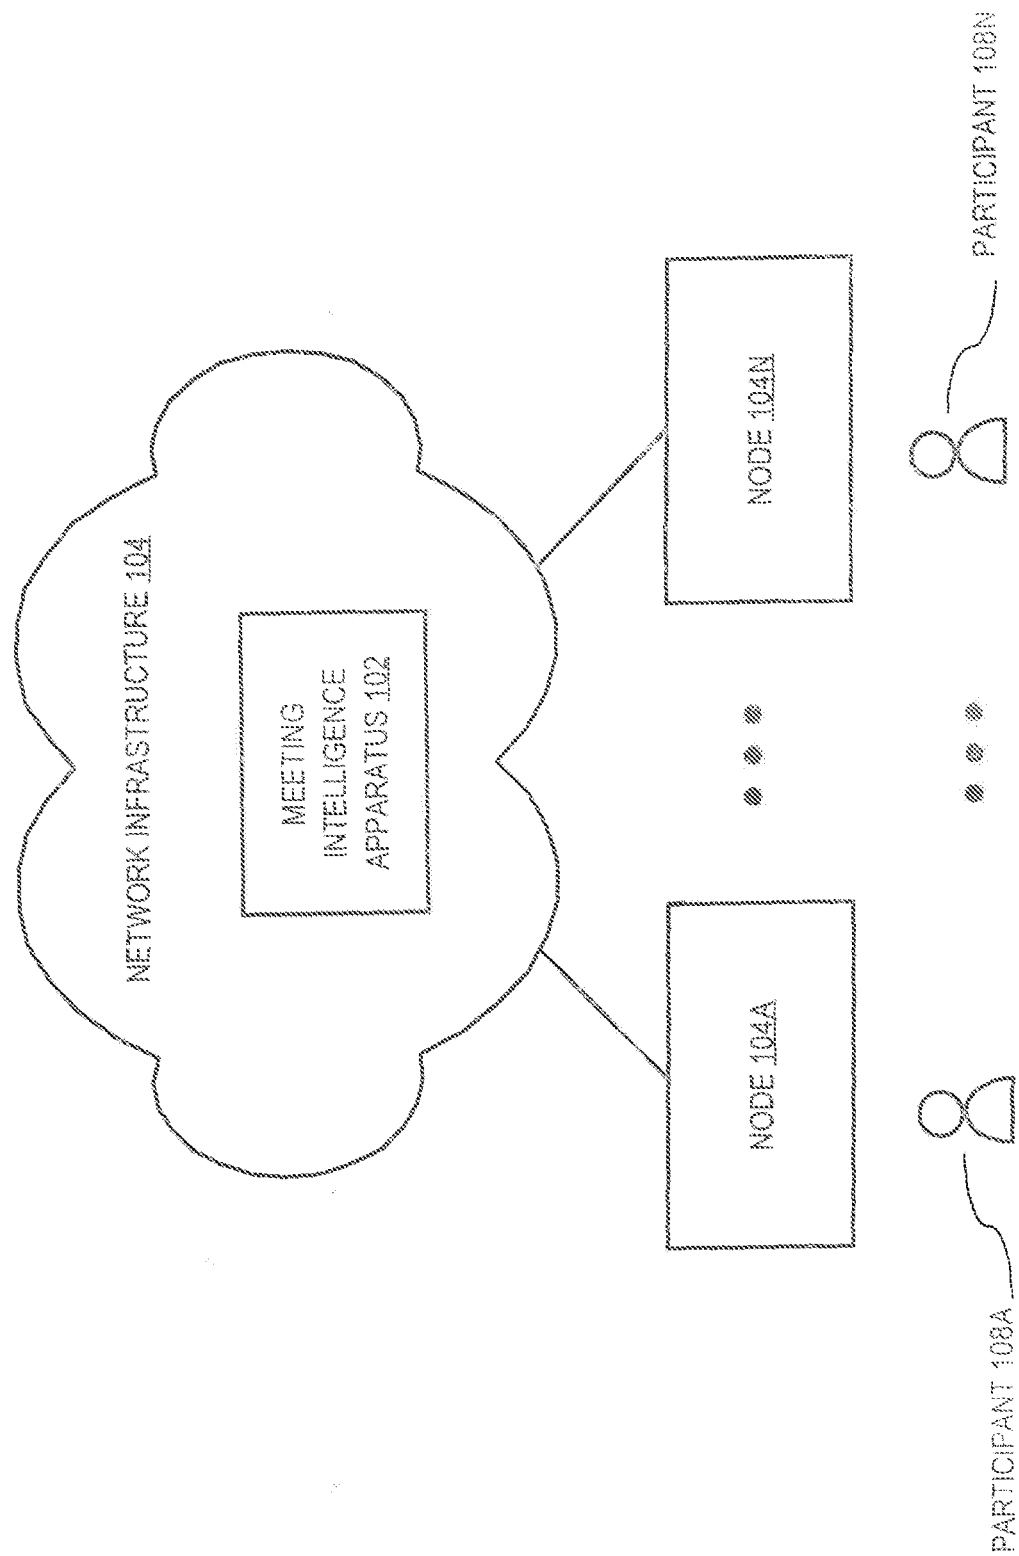 NETWORK INFRASTRUCTURE 104
MEETING
INTELLIGENCE
APPARATUS 102
NODE 104A
NODE 104N
PARTICIPANT 108A
PARTICIPANT 108N